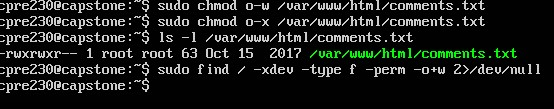 cpre230@capstone:~$ sudo chmod o-w /var/www/html/comments.txt
cpre230@capstone:~$ sudo chmod o-x /var/www/html/comments.txt
cpre230@capstone:~$ ls -l /var/www/html/comments.txt
-rwxrwxr-- 1 root root 63 Oct 15  2017 /var/www/html/comments.txt
cpre230@capstone:~$ sudo find / -xdev -type f -perm -o+w 2>/dev/null
cpre230@capstone:~$